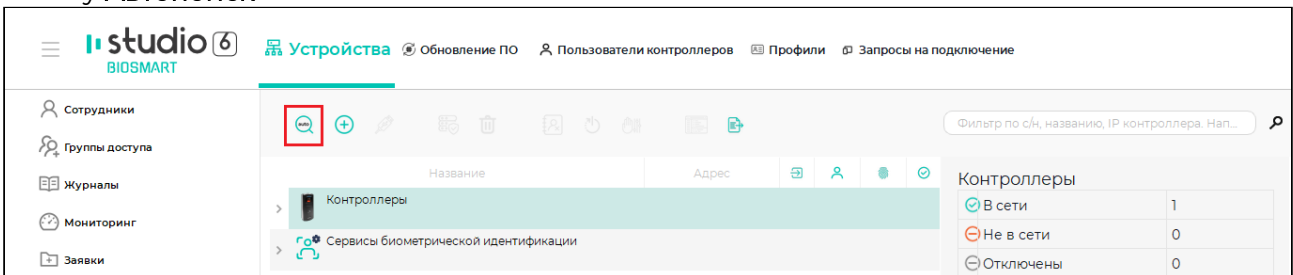 studio 6
BIOSMART
Устройства Обновление ПО Пользователи контроллеров Профили Запросы на подключение
Сотрудники
Группы доступа
Журналы
Мониторинг
Заявки
auto
Фильтр по с/н, названию, IP контроллера. Нап...
Название Адрес
Контроллеры
Сервисы биометрической идентификации
Контроллеры
В сети 1
Не в сети 0
Отключены 0